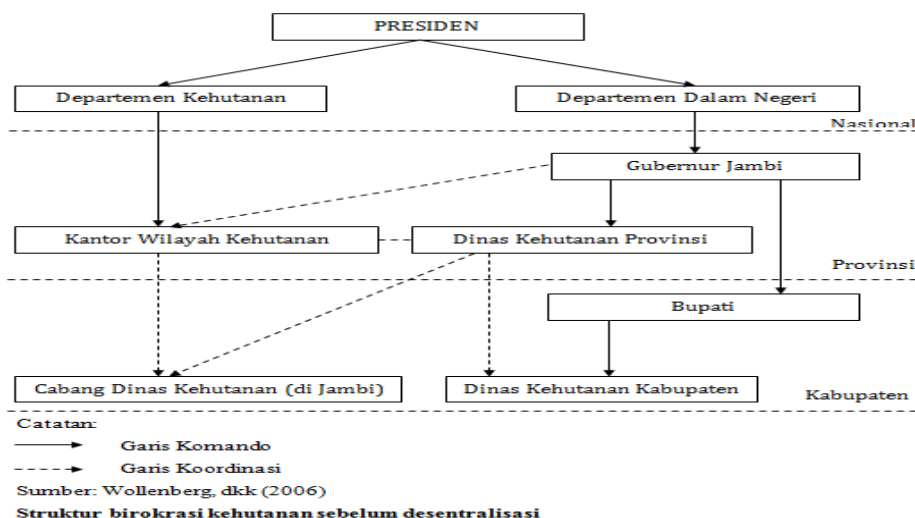 PRESIDEN
Departemen Kehutanan
Departemen Dalam Negeri
Nasional
Gubernur Jambi
Kantor Wilayah Kehutanan
Dinas Kehutanan Provinsi
Provinsi
Bupati
Cabang Dinas Kehutanan (di Jambi)
Dinas Kehutanan Kabupaten
Kabupaten
Catatan:
Garis Komando
Garis Koordinasi
Sumber: Wollenberg, dkk (2006)
Struktur birokrasi kehutanan sebelum desentralisasi